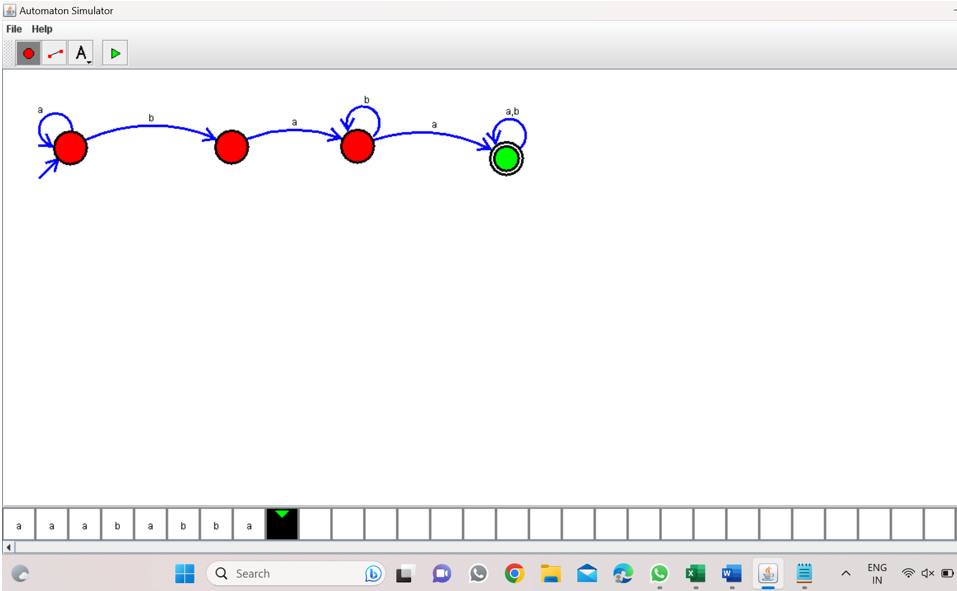 Automaton Simulator
File Help
A
a b a b a a,b
a a a b a b b a
Search
ENG
IN